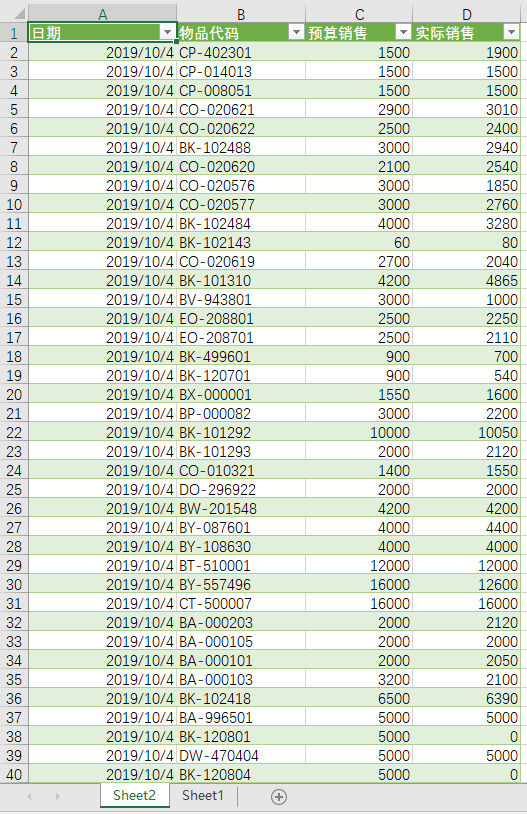 A B C D
1 日期 物品代码 预算销售 实际销售
2 2019/10/4 CP-402301 1500 1900
3 2019/10/4 CP-014013 1500 1500
4 2019/10/4 CP-008051 1500 1500
5 2019/10/4 CO-020621 2900 3010
6 2019/10/4 CO-020622 2500 2400
7 2019/10/4 BK-102488 3000 2940
8 2019/10/4 CO-020620 2100 2540
9 2019/10/4 CO-020576 3000 1850
10 2019/10/4 CO-020577 3000 2760
11 2019/10/4 BK-102484 4000 3280
12 2019/10/4 BK-102143 60 80
13 2019/10/4 CO-020619 2700 2040
14 2019/10/4 BK-101310 4200 4865
15 2019/10/4 BV-943801 3000 1000
16 2019/10/4 EO-208801 2500 2250
17 2019/10/4 EO-208701 2500 2110
18 2019/10/4 BK-499601 900 700
19 2019/10/4 BK-120701 900 540
20 2019/10/4 BX-000001 1550 1600
21 2019/10/4 BP-000082 3000 2200
22 2019/10/4 BK-101292 10000 10050
23 2019/10/4 BK-101293 2000 2120
24 2019/10/4 CO-010321 1400 1550
25 2019/10/4 DO-296922 2000 2000
26 2019/10/4 BW-201548 4200 4200
27 2019/10/4 BY-087601 4000 4400
28 2019/10/4 BY-108630 4000 4000
29 2019/10/4 BT-510001 12000 12000
30 2019/10/4 BY-557496 16000 12600
31 2019/10/4 CT-500007 16000 16000
32 2019/10/4 BA-000203 2000 2120
33 2019/10/4 BA-000105 2000 2000
34 2019/10/4 BA-000101 2000 2050
35 2019/10/4 BA-000103 3200 2100
36 2019/10/4 BK-102418 6500 6390
37 2019/10/4 BA-996501 5000 5000
38 2019/10/4 BK-120801 5000 0
39 2019/10/4 DW-470404 5000 5000
40 2019/10/4 BK-120804 5000 0
Sheet2 Sheet1